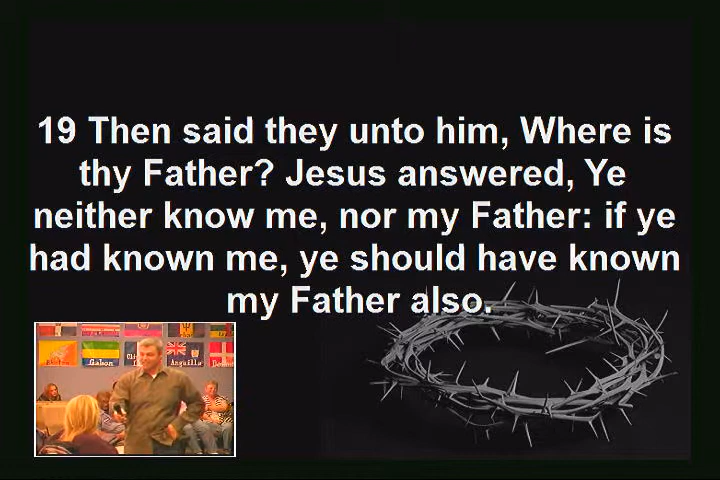 19 Then said they unto him, Where is
thy Father? Jesus answered, Ye
neither know me, nor my Father: if ye
had known me, ye should have known
my Father also.
Gabon
Anguilla